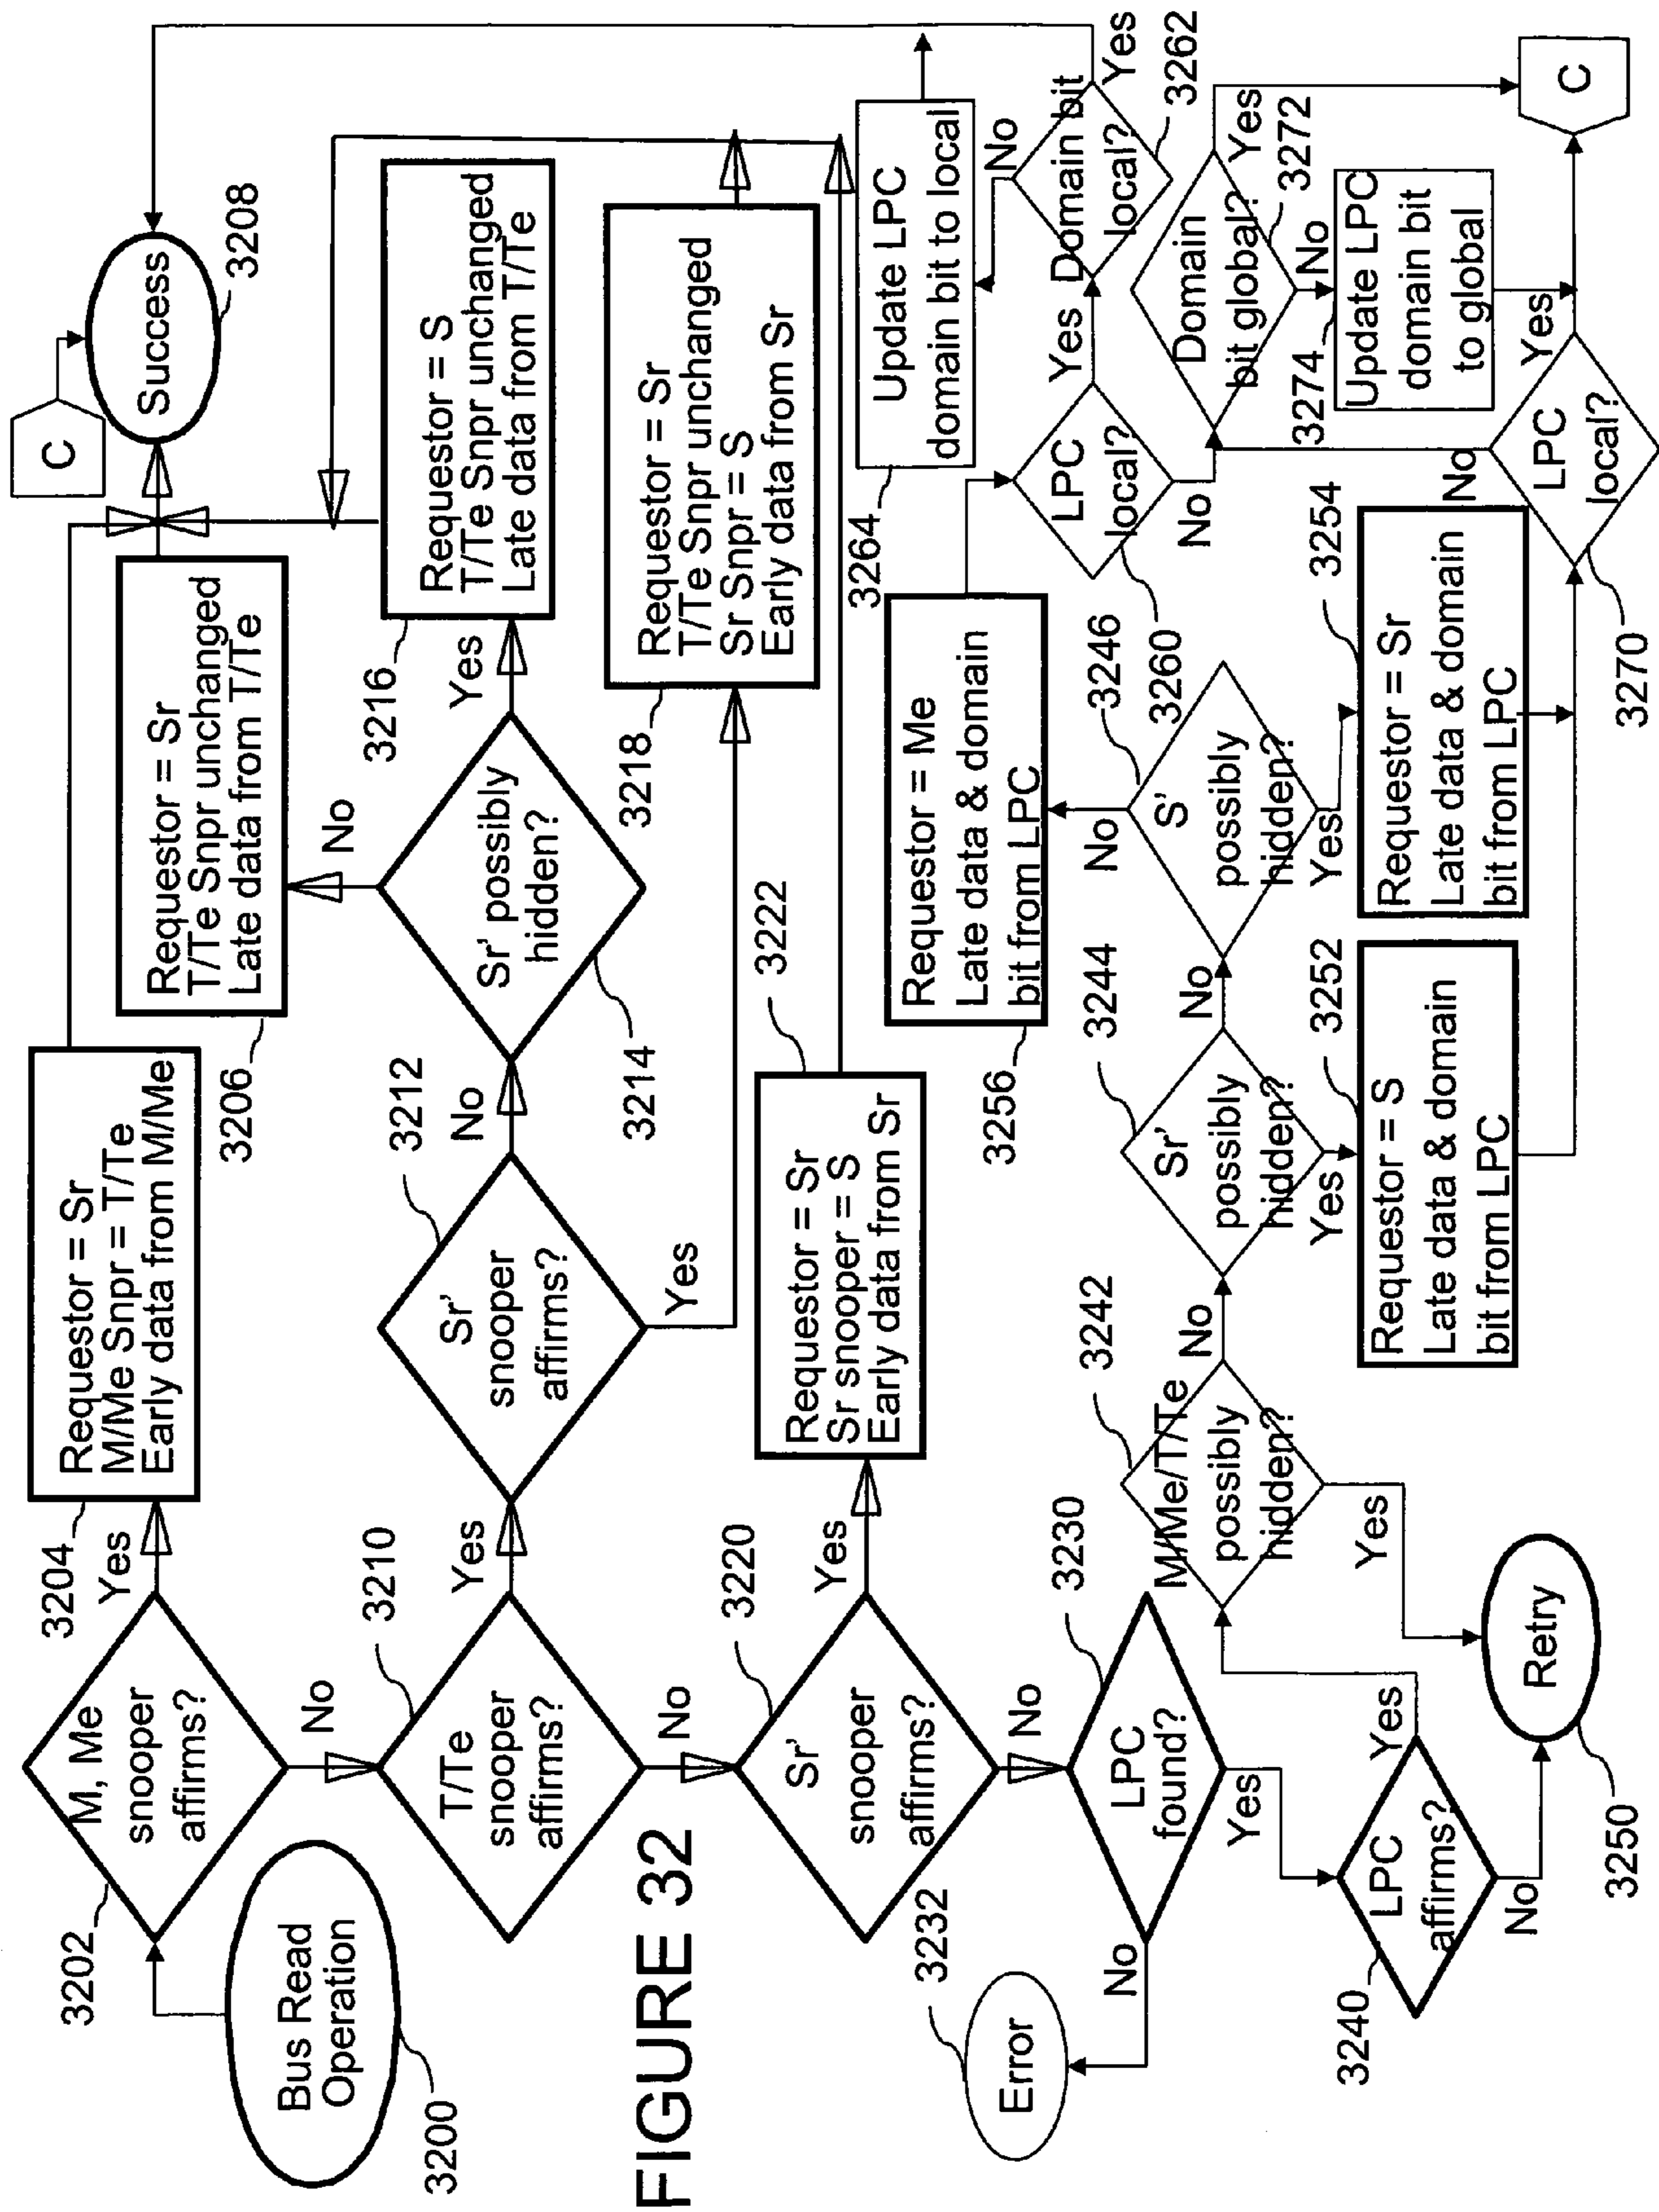 Bus Read
Operation
3200
3202
M, Me
snooper
affirms?
Yes
No
3204
Requestor = Sr
M/Me Snpr = T/Te
Early data from M/Me
3206
Requestor = Sr
T/Te Snpr unchanged
Late data from T/Te
C
Success
3208
3210
T/Te
snooper
affirms?
Yes
No
3212
Sr'
snooper
affirms?
No
Yes
3214
Sr' possibly
hidden?
No
Yes
3216
Requestor = S
T/Te Snpr unchanged
Late data from T/Te
3218
Requestor = Sr
T/Te Snpr unchanged
Sr Snpr = S
Early data from Sr
3220
Sr'
snooper
affirms?
Yes
No
3222
Requestor = Sr
Sr snooper = S
Early data from Sr
3230
LPC
found?
No
Yes
3232
Error
3240
LPC
affirms?
Yes
No
3242
M/Me/T/Te
possibly
hidden?
No
Yes
3250
Retry
3244
Sr'
possibly
hidden?
No
Yes
3246
S'
possibly
hidden?
No
Yes
3252
Requestor = S
Late data & domain
bit from LPC
3254
Requestor = Sr
Late data & domain
bit from LPC
3256
Requestor = Me
Late data & domain
bit from LPC
3260
LPC
local?
Yes
No
3262
Domain bit
local?
Yes
No
3264
Update LPC
domain bit to local
3270
LPC
local?
No
Yes
3272
Domain
bit global?
Yes
No
3274
Update LPC
domain bit
to global
C
FIGURE 32